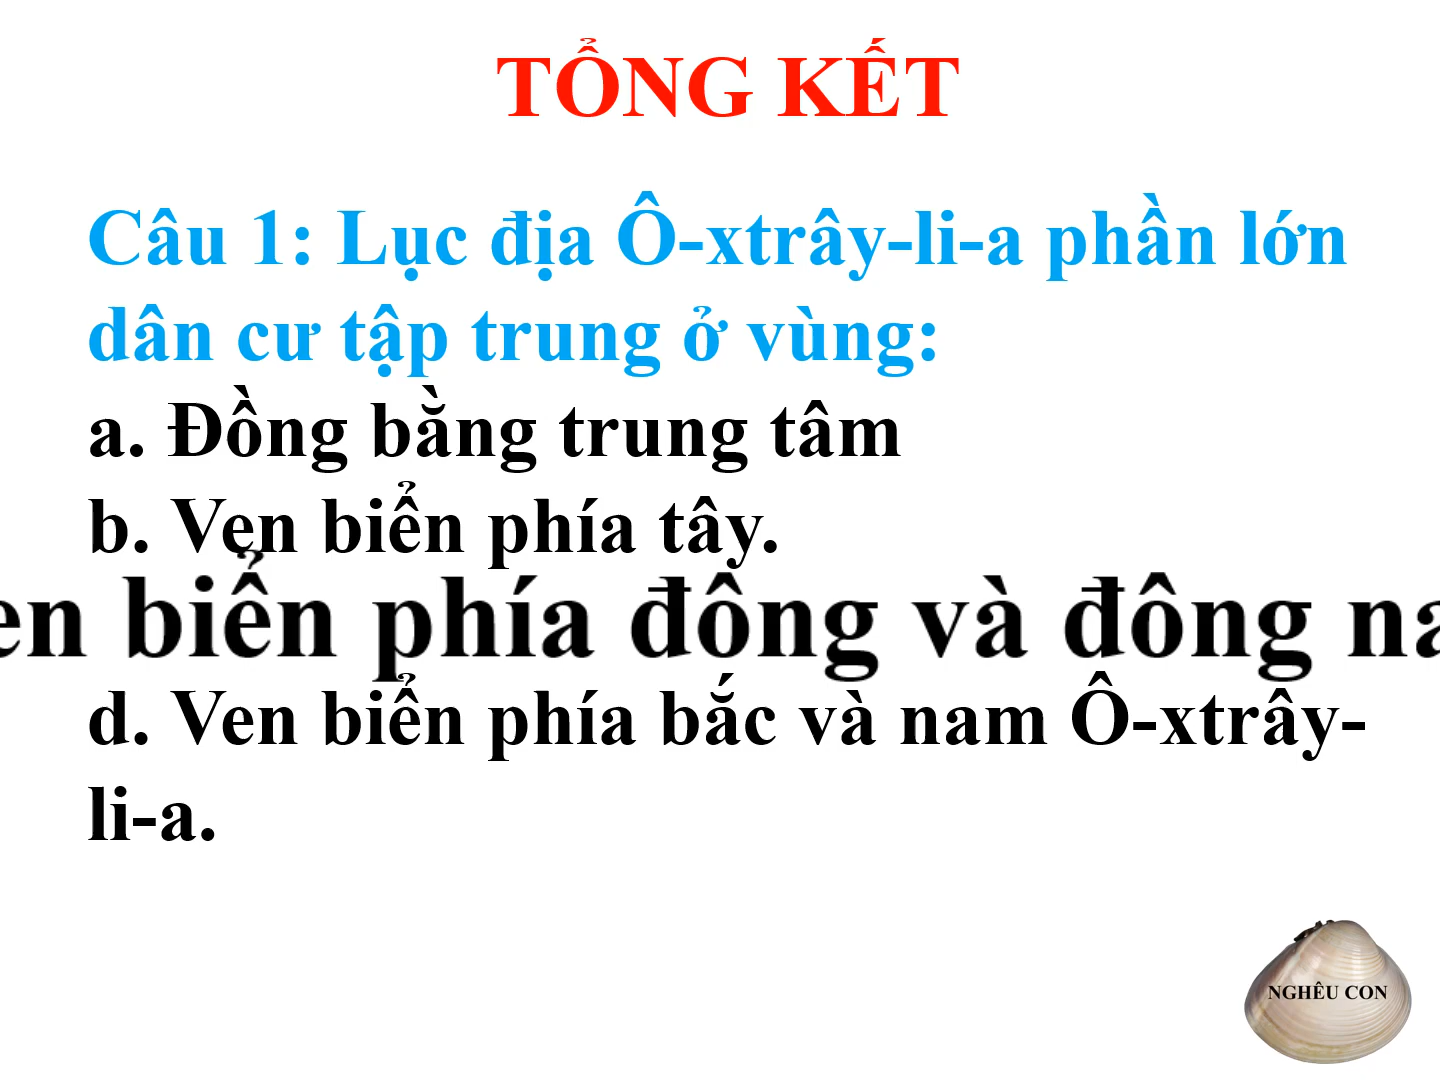 TỔNG KẾT
Câu 1: Lục địa Ô-xtrây-li-a phần lớn
dân cư tập trung ở vùng:
a. Đồng bằng trung tâm
b. Ven biển phía tây.
en biển phía đông và đông na
d. Ven biển phía bắc và nam Ô-xtrây-
li-a.
NGHÊU CON